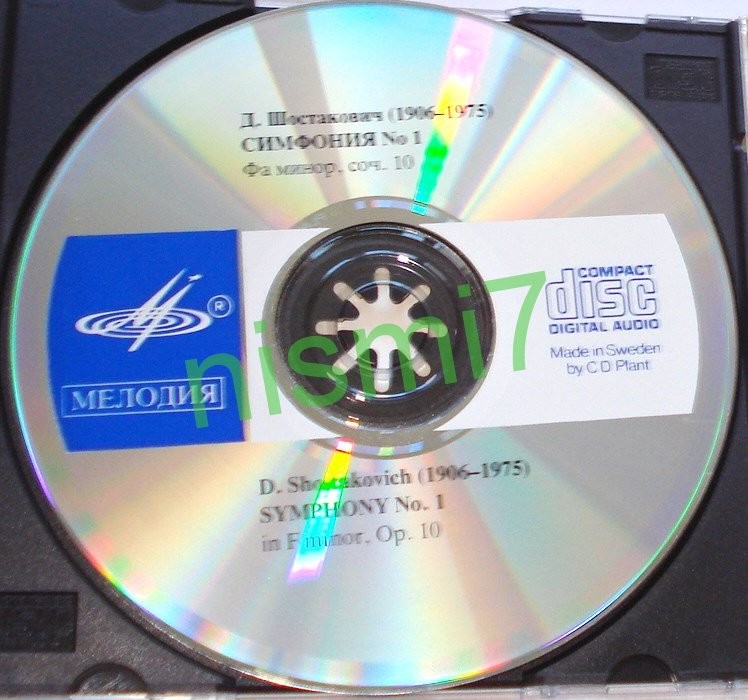 Д. Шостакович (1906–1975)
СИМФОНИЯ No 1
Фа минор, соч. 10
МЕЛОДИЯ
®
nismi7
COMPACT
disc
DIGITAL AUDIO
Made in Sweden
by CD Plant
D. Shostakovich (1906–1975)
SYMPHONY No. 1
in F minor, Op. 10